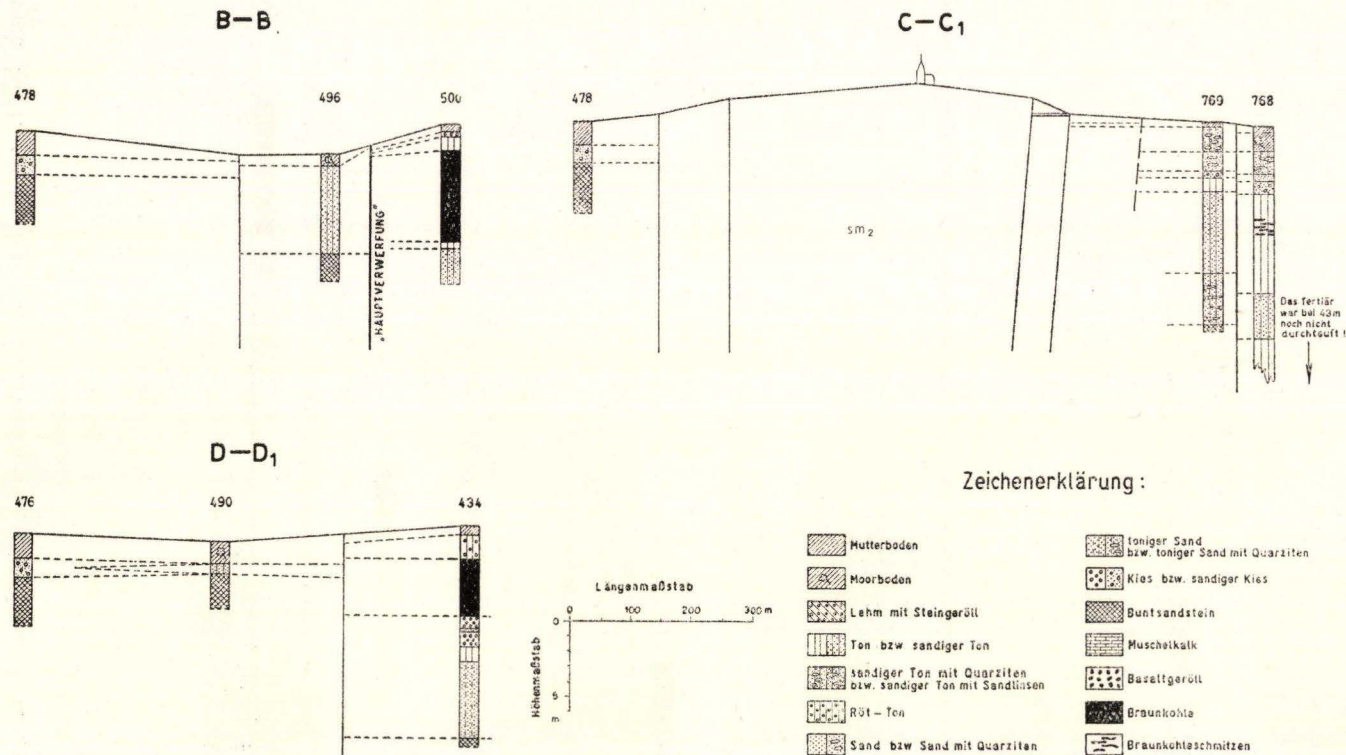 B—B
478
496
500
„HAUPTVERWERFUNG"
C—C₁
478
769
768
sm₂
Das Tertiär
war bei 43m
noch nicht
durchteuft !
D—D₁
476
490
434
Längenmaßstab
0 100 200 300 m
Höhenmaßstab
0
5
m
Zeichenerklärung :
Mutterboden
Moorboden
Lehm mit Steingeröll
Ton bzw. sandiger Ton
sandiger Ton mit Quarziten
bzw. sandiger Ton mit Sandlinsen
Röt – Ton
Sand bzw. Sand mit Quarziten
toniger Sand
bzw. toniger Sand mit Quarziten
Kies bzw. sandiger Kies
Buntsandstein
Muschelkalk
Basaltgeröll
Braunkohle
Braunkohleschmitzen